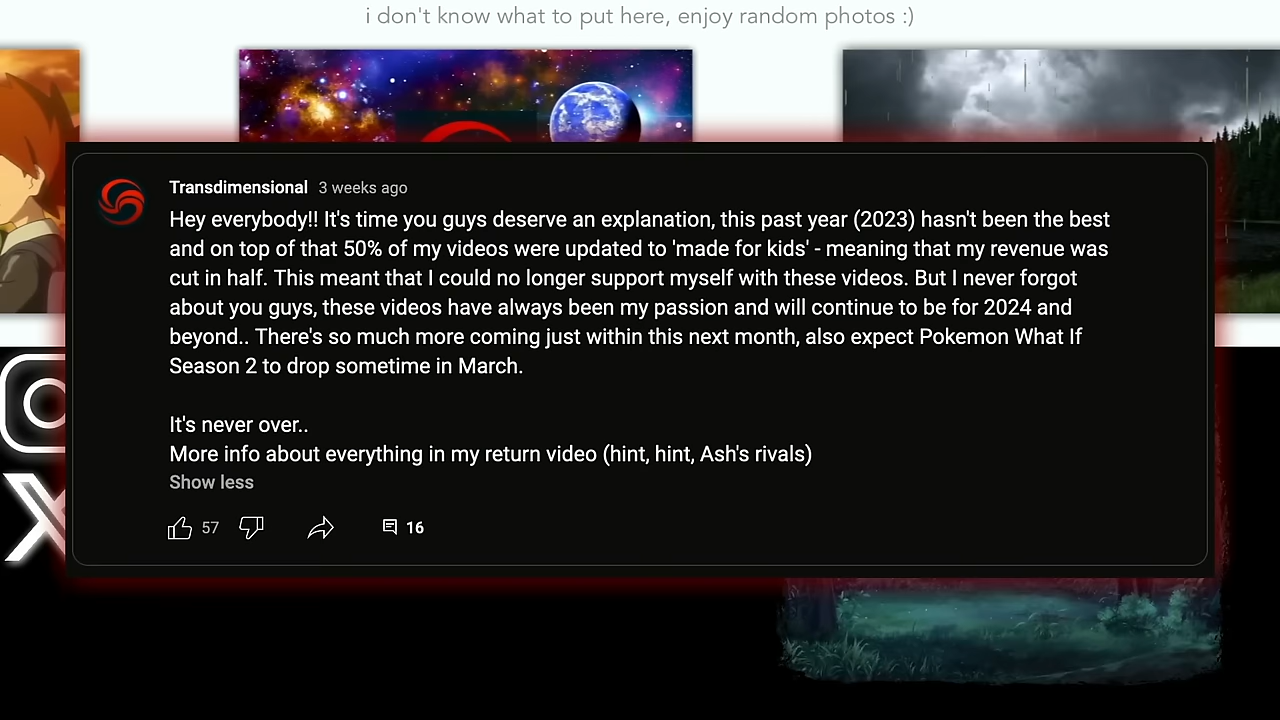 i don't know what to put here, enjoy random photos :)
Transdimensional 3 weeks ago
Hey everybody!! It's time you guys deserve an explanation, this past year (2023) hasn't been the best
and on top of that 50% of my videos were updated to 'made for kids' - meaning that my revenue was
cut in half. This meant that I could no longer support myself with these videos. But I never forgot
about you guys, these videos have always been my passion and will continue to be for 2024 and
beyond.. There's so much more coming just within this next month, also expect Pokemon What If
Season 2 to drop sometime in March.
It's never over..
More info about everything in my return video (hint, hint, Ash's rivals)
Show less
57 16